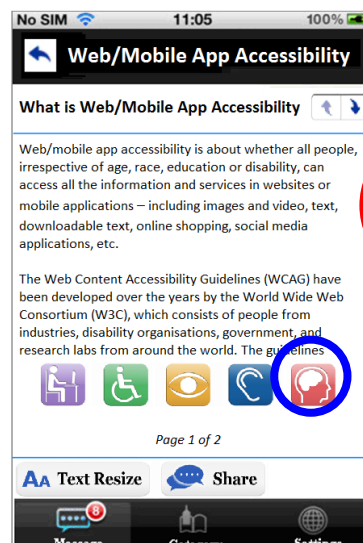 No SIM 11:05 100%
Web/Mobile App Accessibility
What is Web/Mobile App Accessibility
Web/mobile app accessibility is about whether all people,
irrespective of age, race, education or disability, can
access all the information and services in websites or
mobile applications – including images and video, text,
downloadable text, online shopping, social media
applications, etc.
The Web Content Accessibility Guidelines (WCAG) have
been developed over the years by the World Wide Web
Consortium (W3C), which consists of people from
industries, disability organisations, government, and
research labs from around the world. The guidelines
Page 1 of 2
AA Text Resize Share
8
Message Category Settings